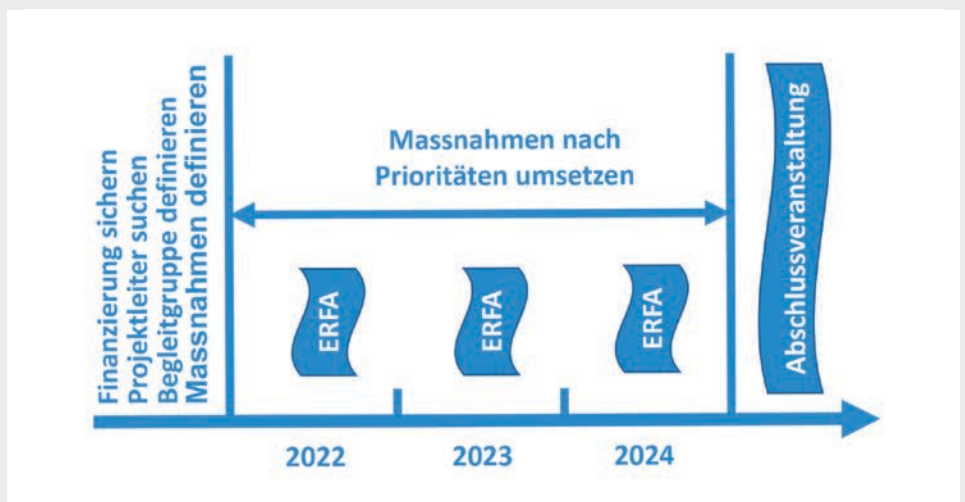 Finanzierung sichern
Projektleiter suchen
Begleitgruppe definieren
Massnahmen definieren
Massnahmen nach
Prioritäten umsetzen
ERFA
ERFA
ERFA
Abschlussveranstaltung
2022
2023
2024